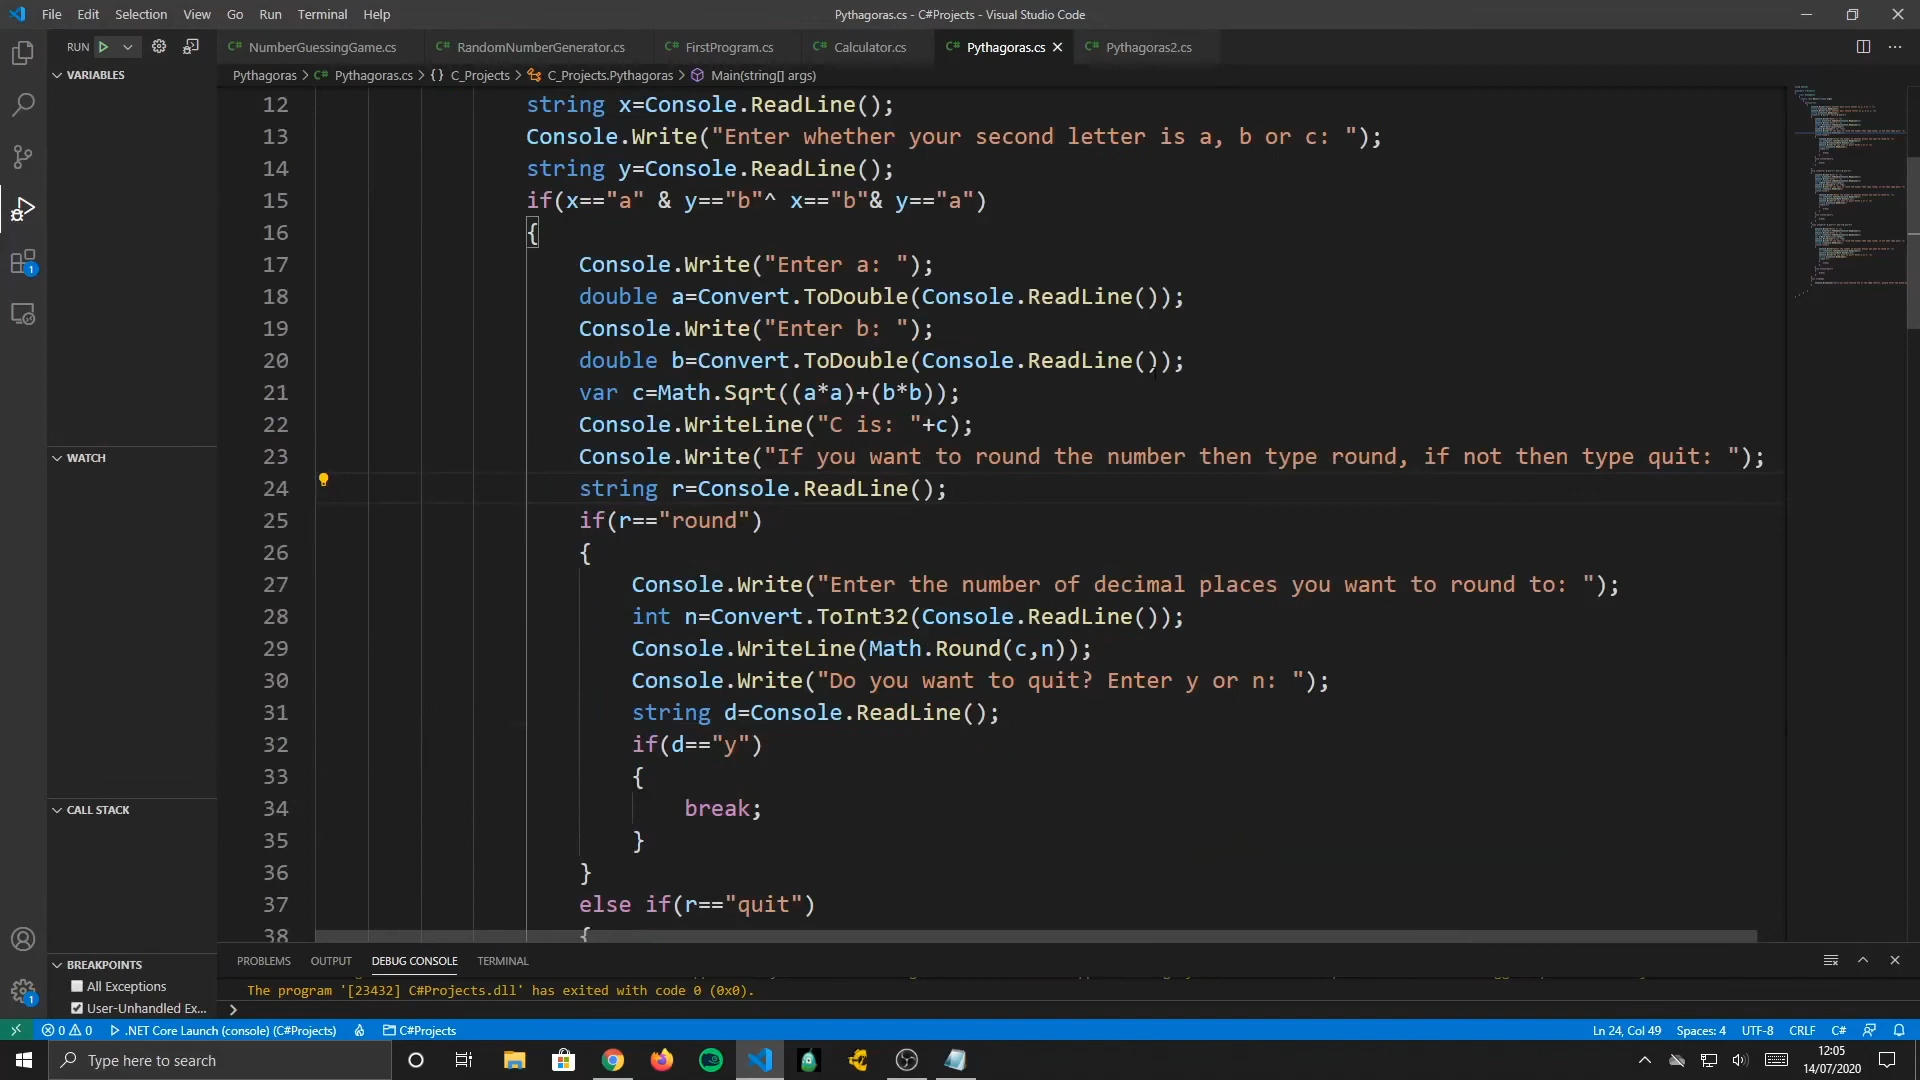 File Edit Selection View Go Run Terminal Help
Pythagoras.cs - C#Projects - Visual Studio Code
RUN
NumberGuessingGame.cs RandomNumberGenerator.cs FirstProgram.cs Calculator.cs Pythagoras.cs Pythagoras2.cs
VARIABLES
Pythagoras > Pythagoras.cs > {} C_Projects > C_Projects.Pythagoras > Main(string[] args)
12 string x=Console.ReadLine();
13 Console.Write("Enter whether your second letter is a, b or c: ");
14 string y=Console.ReadLine();
15 if(x=="a" & y=="b"^ x=="b"& y=="a")
16 {
17 Console.Write("Enter a: ");
18 double a=Convert.ToDouble(Console.ReadLine());
19 Console.Write("Enter b: ");
20 double b=Convert.ToDouble(Console.ReadLine());
21 var c=Math.Sqrt((a*a)+(b*b));
22 Console.WriteLine("C is: "+c);
23 Console.Write("If you want to round the number then type round, if not then type quit: ");
24 string r=Console.ReadLine();
25 if(r=="round")
26 {
27 Console.Write("Enter the number of decimal places you want to round to: ");
28 int n=Convert.ToInt32(Console.ReadLine());
29 Console.WriteLine(Math.Round(c,n));
30 Console.Write("Do you want to quit? Enter y or n: ");
31 string d=Console.ReadLine();
32 if(d=="y")
33 {
34 break;
35 }
36 }
37 else if(r=="quit")
38 {
WATCH
CALL STACK
BREAKPOINTS
All Exceptions
User-Unhandled Ex...
1
1
PROBLEMS OUTPUT DEBUG CONSOLE TERMINAL
The program '[23432] C#Projects.dll' has exited with code 0 (0x0).
>
0 0 .NET Core Launch (console) (C#Projects) C#Projects
Ln 24, Col 49 Spaces: 4 UTF-8 CRLF C#
Type here to search
12:05
14/07/2020